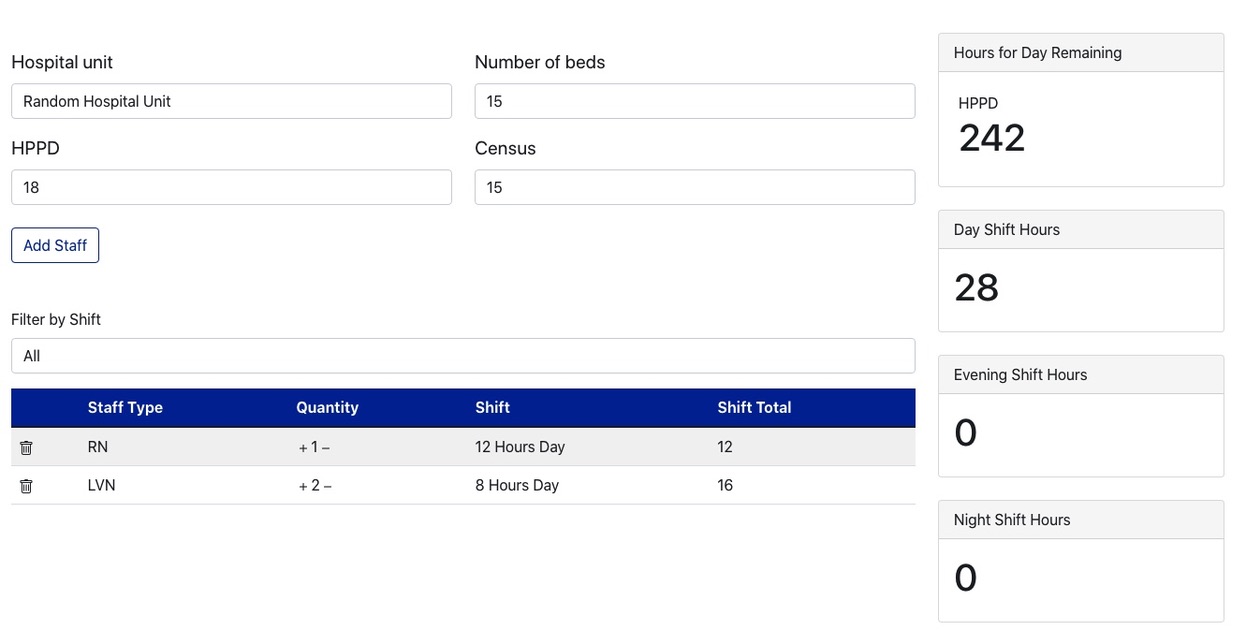 Hospital unit
Number of beds
Random Hospital Unit
15
HPPD
Census
18
15
Add Staff
Filter by Shift
All
Staff Type Quantity Shift Shift Total
RN + 1 – 12 Hours Day 12
LVN + 2 – 8 Hours Day 16
Hours for Day Remaining
HPPD
242
Day Shift Hours
28
Evening Shift Hours
0
Night Shift Hours
0